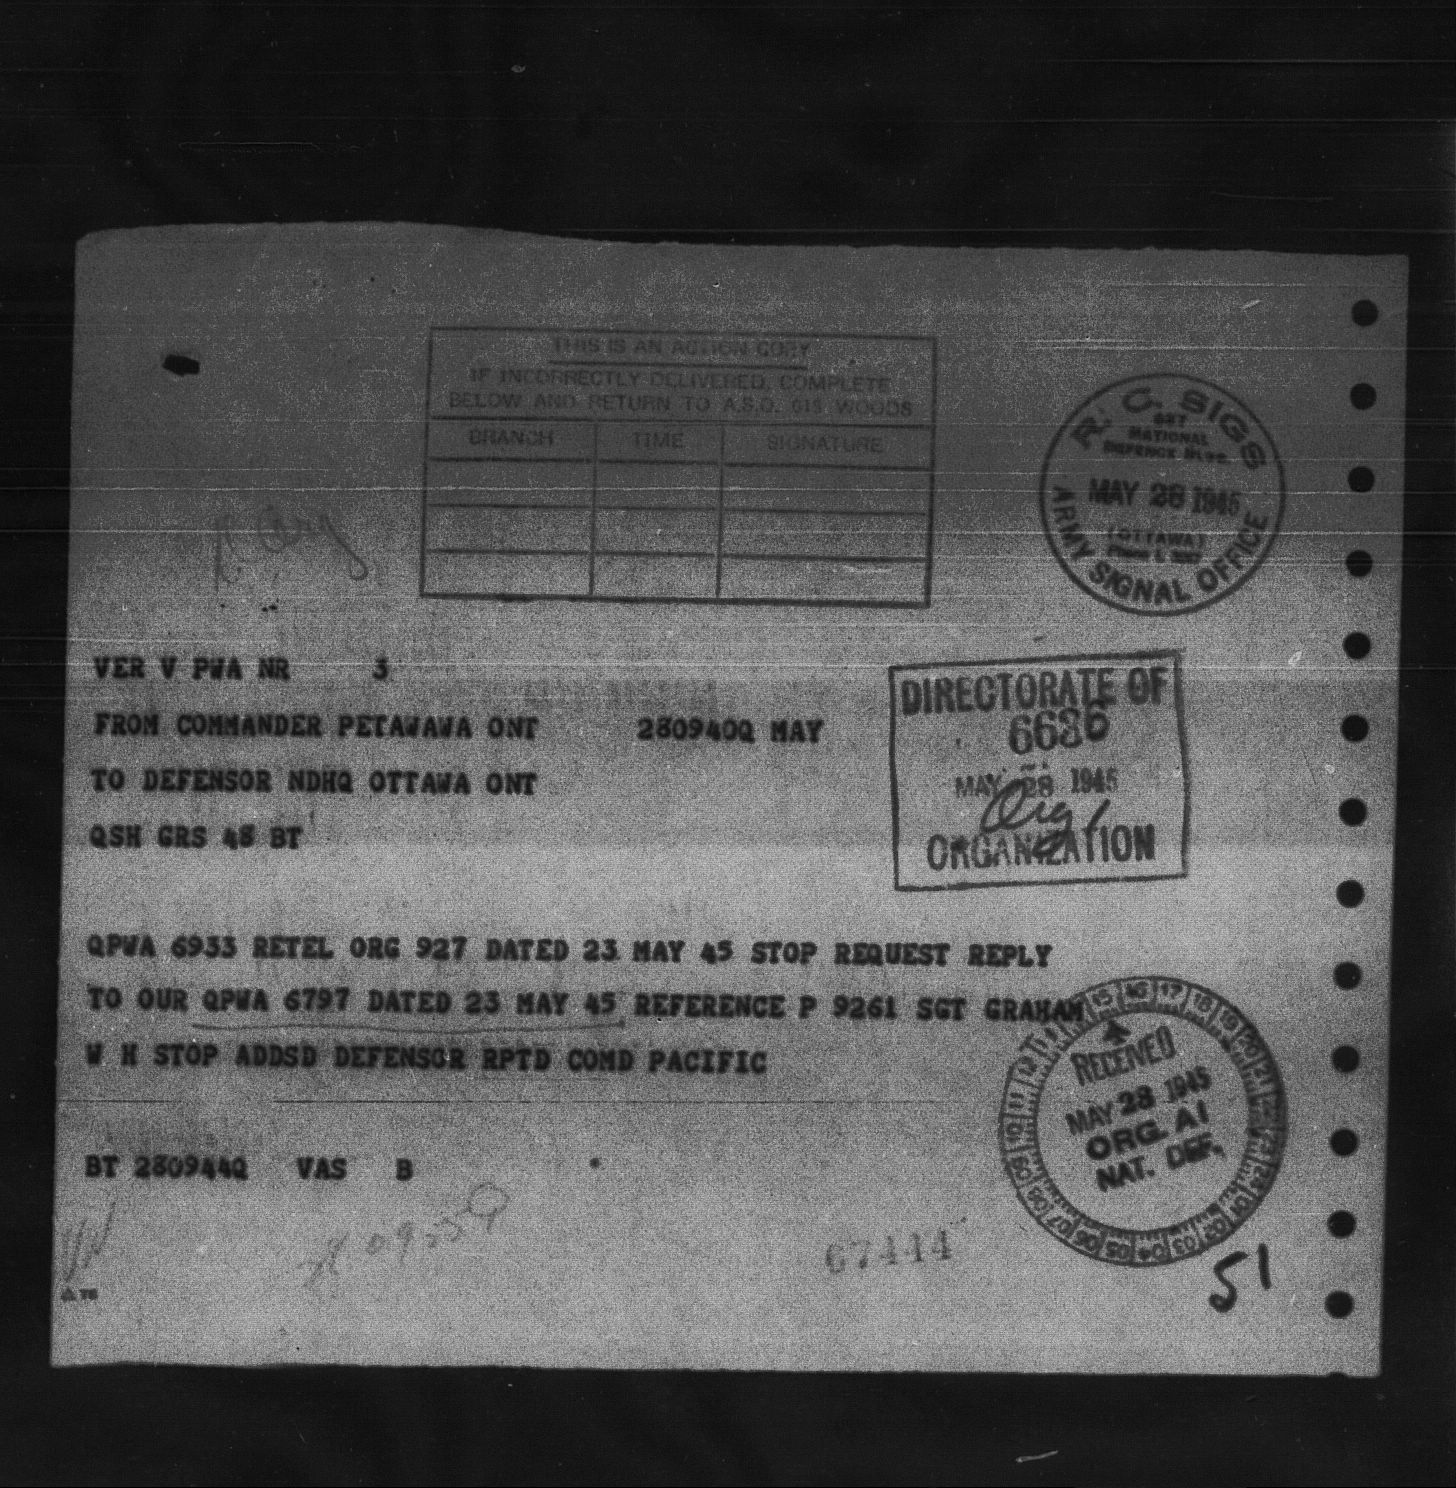 THIS IS AN ACTION COPY
IF INCORRECTLY DELIVERED, COMPLETE
BELOW AND RETURN TO A.S.O. 615 WOODS
BRANCH TIME SIGNATURE
R. C. SIGS
NATIONAL
DEFENCE BLDG.
MAY 28 1945
(OTTAWA)
ARMY SIGNAL OFFICE
VER V PWA NR 3
FROM COMMANDER PETAWAWA ONT 280940Q MAY
TO DEFENSOR NDHQ OTTAWA ONT
QSH GRS 48 BT
DIRECTORATE OF
6686
MAY 28 1945
Org 1
ORGANIZATION
QPWA 6933 RETEL ORG 927 DATED 23 MAY 45 STOP REQUEST REPLY
TO OUR QPWA 6797 DATED 23 MAY 45 REFERENCE P 9261 SGT GRAHAM
W H STOP ADDSD DEFENSOR RPTD COMD PACIFIC
BT 280944Q VAS B
RECEIVED
MAY 28 1945
ORG. A1
NAT. DEF.
67444
51